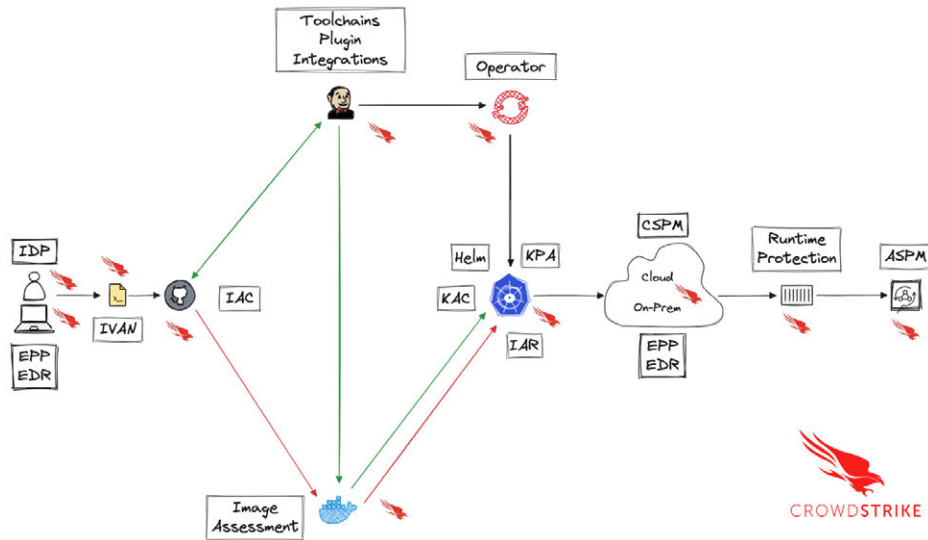 Toolchains
Plugin
Integrations
Operator
IDP
IVAN
IAC
EPP
EDR
Helm
KPA
KAC
IAR
CSPM
Cloud
On-Prem
EPP
EDR
Runtime
Protection
ASPM
Image
Assessment
CROWDSTRIKE